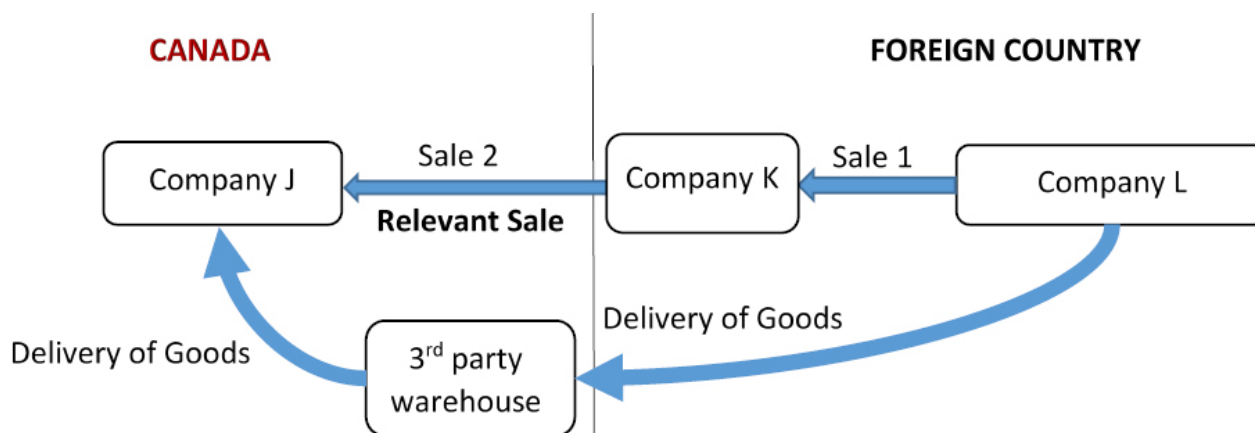 CANADA
FOREIGN COUNTRY
Sale 2
Sale 1
Company J
Company K
Company L
Relevant Sale
Delivery of Goods
Delivery of Goods
3rd party
warehouse